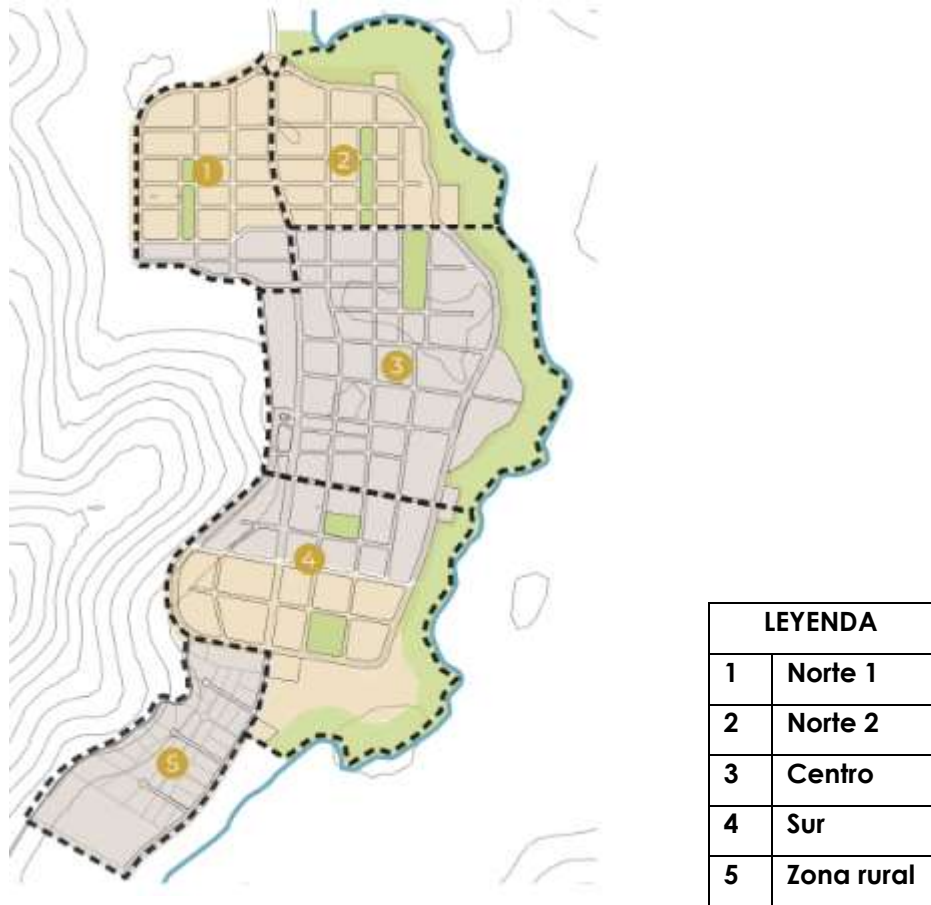 1
2
3
4
5
LEYENDA
1 Norte 1
2 Norte 2
3 Centro
4 Sur
5 Zona rural